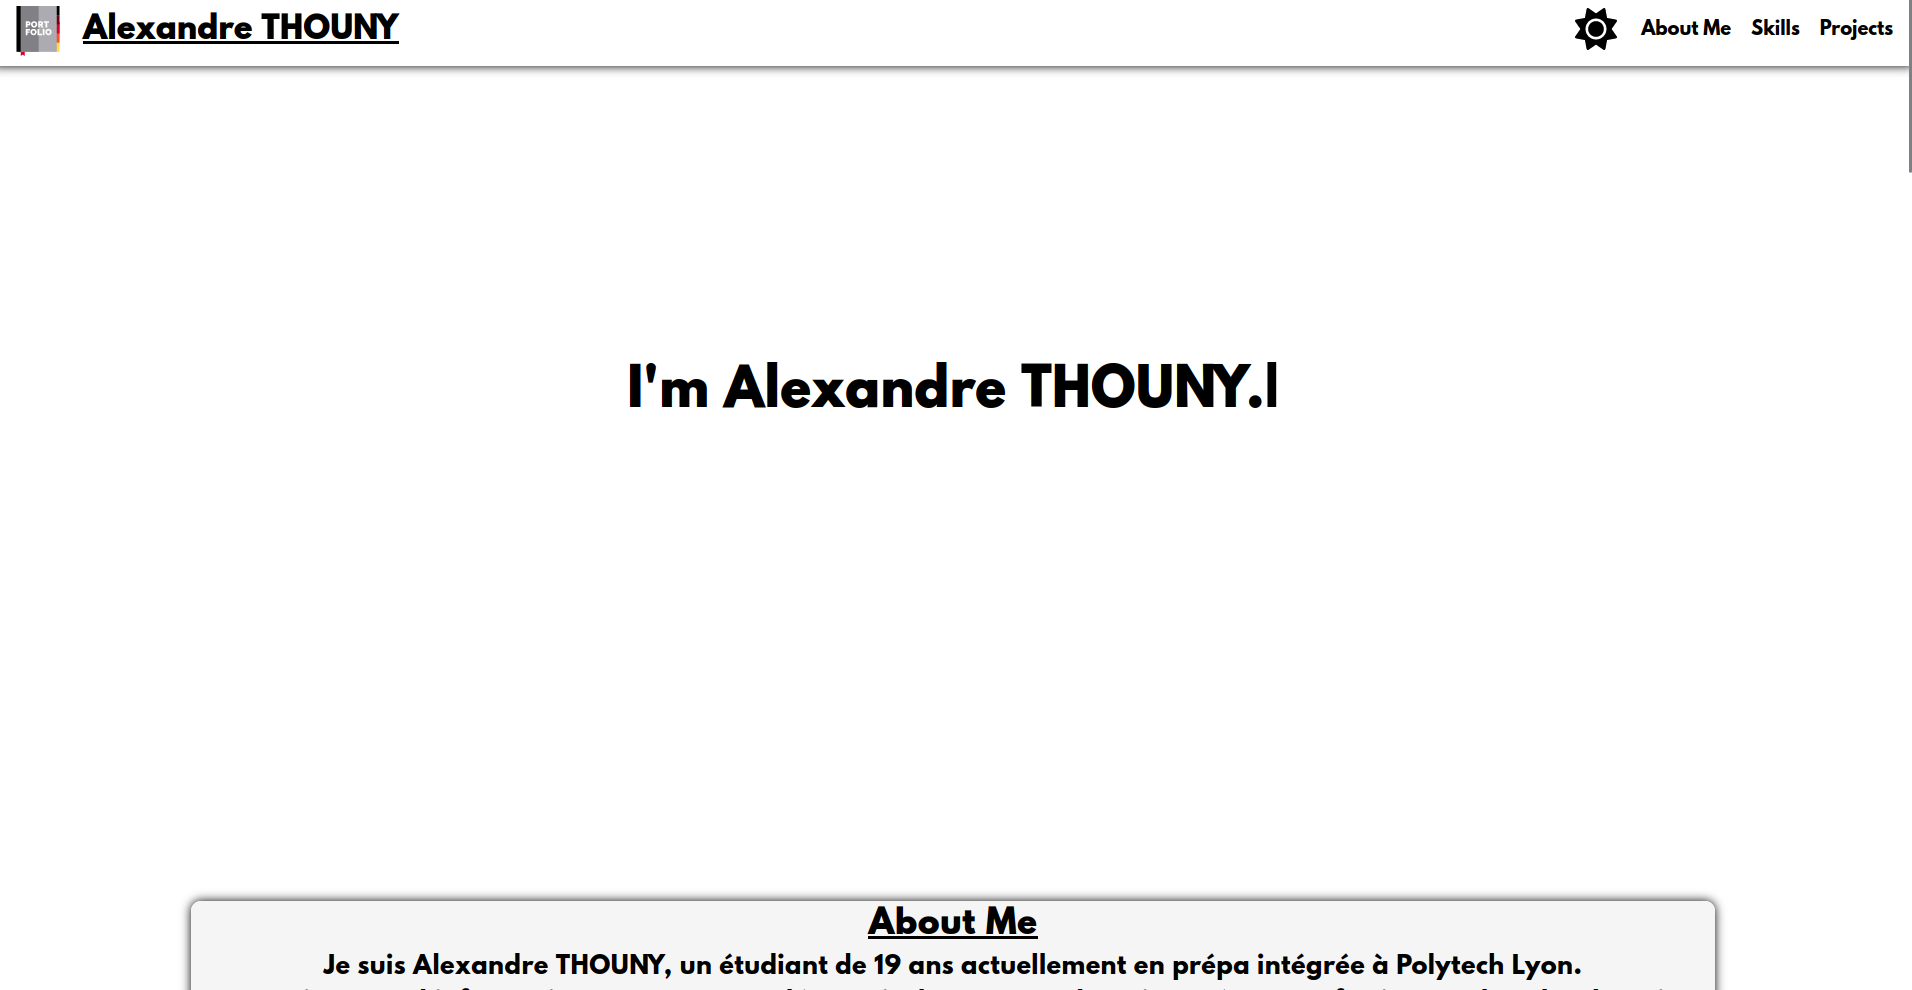 PORT
FOLIO
Alexandre THOUNY
About Me
Skills
Projects
I'm Alexandre THOUNY.|
About Me
Je suis Alexandre THOUNY, un étudiant de 19 ans actuellement en prépa intégrée à Polytech Lyon.